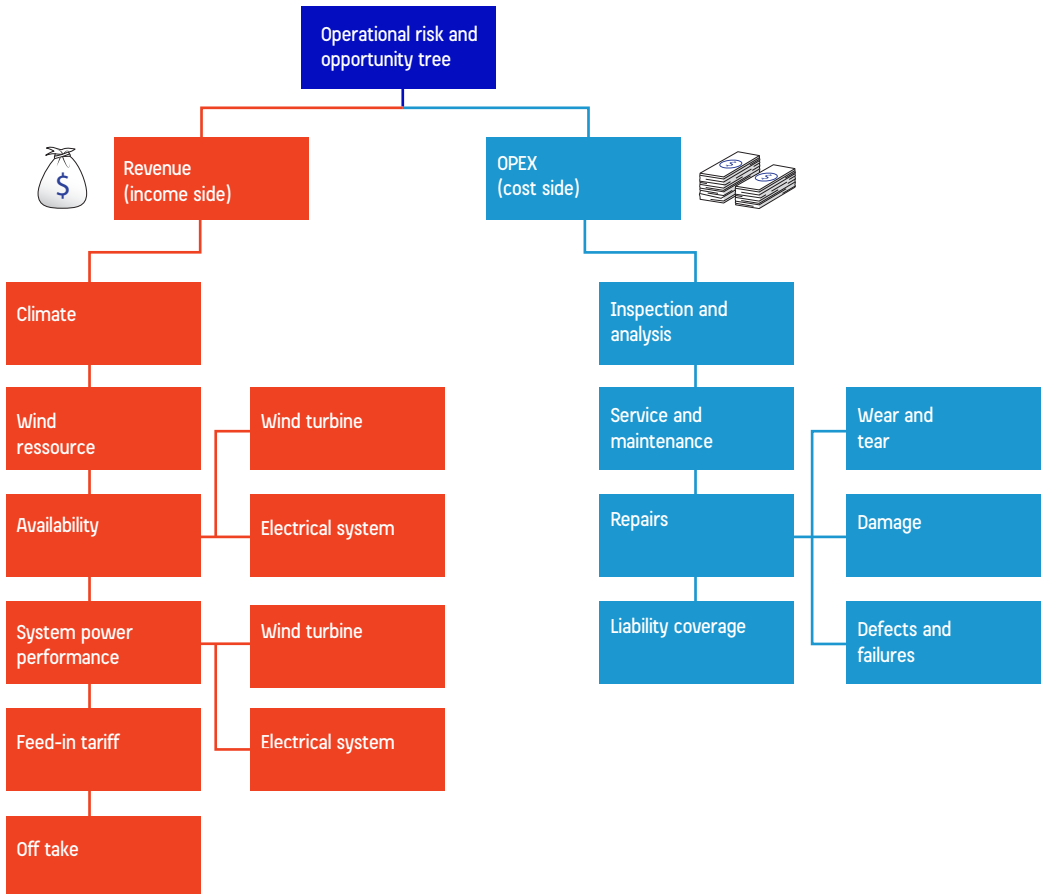 Operational risk and
opportunity tree
Revenue
(income side)
$
OPEX
(cost side)
$
$
Climate
Wind
ressource
Availability
Wind turbine
Electrical system
System power
performance
Wind turbine
Electrical system
Feed-in tariff
Off take
Inspection and
analysis
Service and
maintenance
Repairs
Wear and
tear
Damage
Defects and
failures
Liability coverage